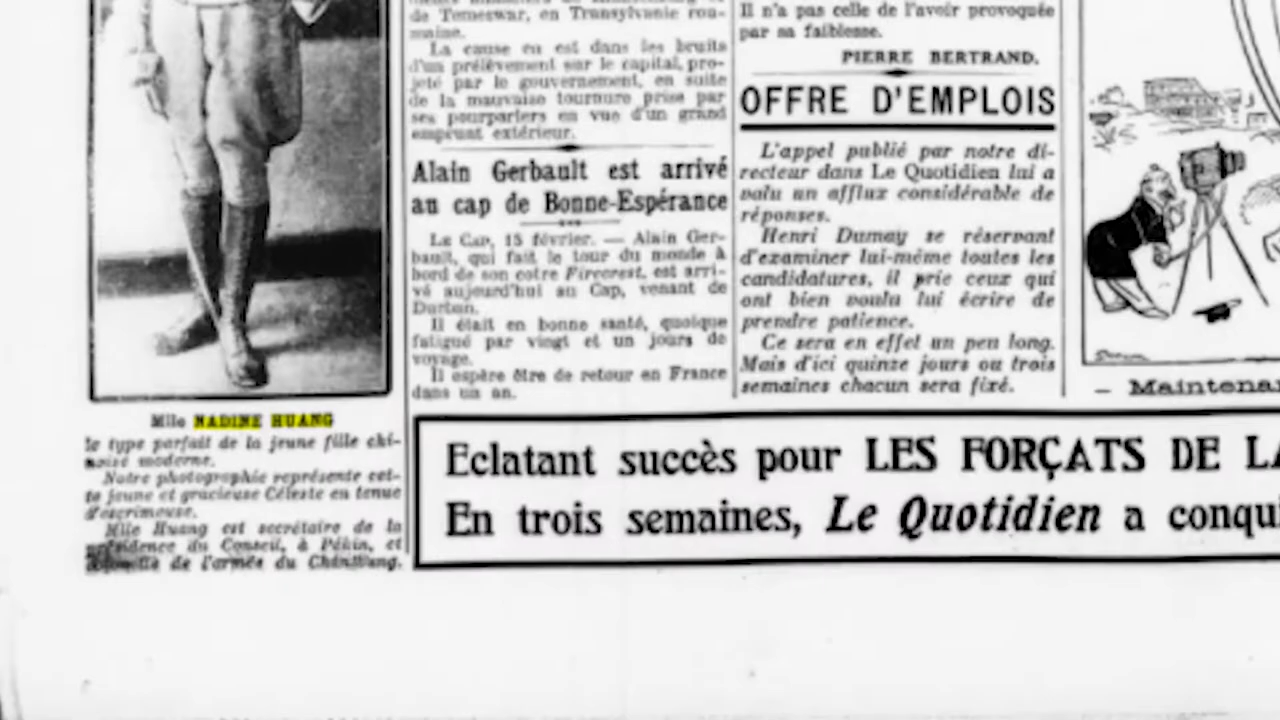 Mlle NADINE HUANG
le type parfait de la jeune fille chi-
noise moderne.
Notre photographie représente cet-
te jeune et gracieuse Céleste en tenue
d'escrimeuse.
Mlle Huang est secrétaire de la
présidence du Conseil, à Pékin, et
de l'armée du
de Temeswar, en Transylvanie rou-
maine.
La cause en est dans les bruits
d'un prélèvement sur le capital, pro-
jeté par le gouvernement, en suite
de la mauvaise tournure prise par
ses pourparlers en vue d'un grand
emprunt extérieur.
Alain Gerbault est arrivé
au cap de Bonne-Espérance
Le Cap, 15 février. — Alain Ger-
bault, qui fait le tour du monde à
bord de son cotre Firecrest, est arri-
vé aujourd'hui au Cap, venant de
Durban.
Il était en bonne santé, quoique
fatigué par vingt et un jours de
voyage.
Il espère être de retour en France
dans un an.
Il n'a pas celle de l'avoir provoquée
par sa faiblesse.
PIERRE BERTRAND.
OFFRE D'EMPLOIS
L'appel publié par notre di-
recteur dans Le Quotidien lui a
valu un afflux considérable de
réponses.
Henri Dumay se réservant
d'examiner lui-même toutes les
candidatures, il prie ceux qui
ont bien voulu lui écrire de
prendre patience.
Ce sera en effet un peu long.
Mais d'ici quinze jours ou trois
semaines chacun sera fixé.
— Maintenan
Eclatant succès pour LES FORÇATS DE LA
En trois semaines, Le Quotidien a conqu